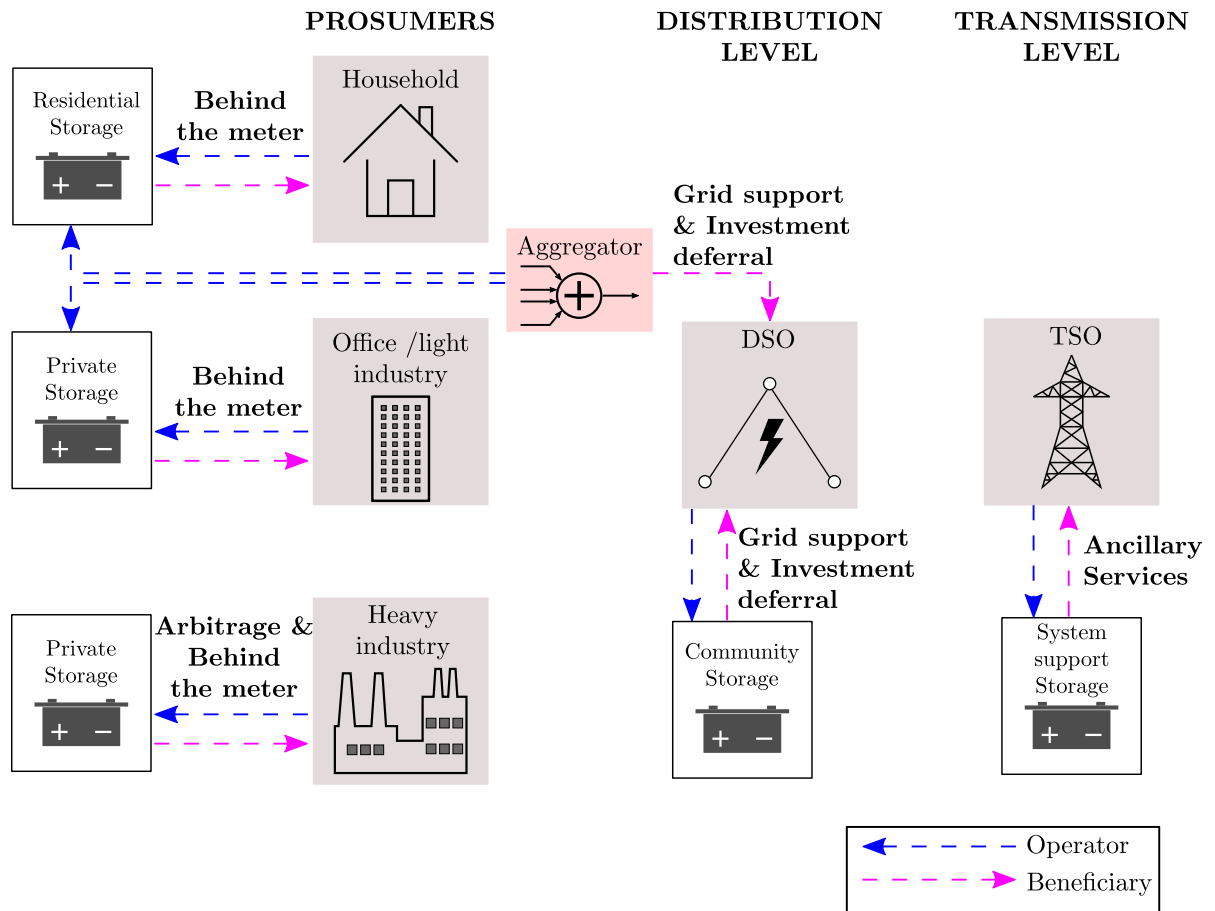 PROSUMERS
DISTRIBUTION
LEVEL
TRANSMISSION
LEVEL
Residential
Storage
+ −
Behind
the meter
Household
Grid support
& Investment
deferral
Aggregator
+
Private
Storage
+ −
Behind
the meter
Office /light
industry
DSO
TSO
Grid support
& Investment
deferral
Ancillary
Services
Private
Storage
+ −
Arbitrage &
Behind
the meter
Heavy
industry
Community
Storage
+ −
System
support
Storage
+ −
Operator
Beneficiary